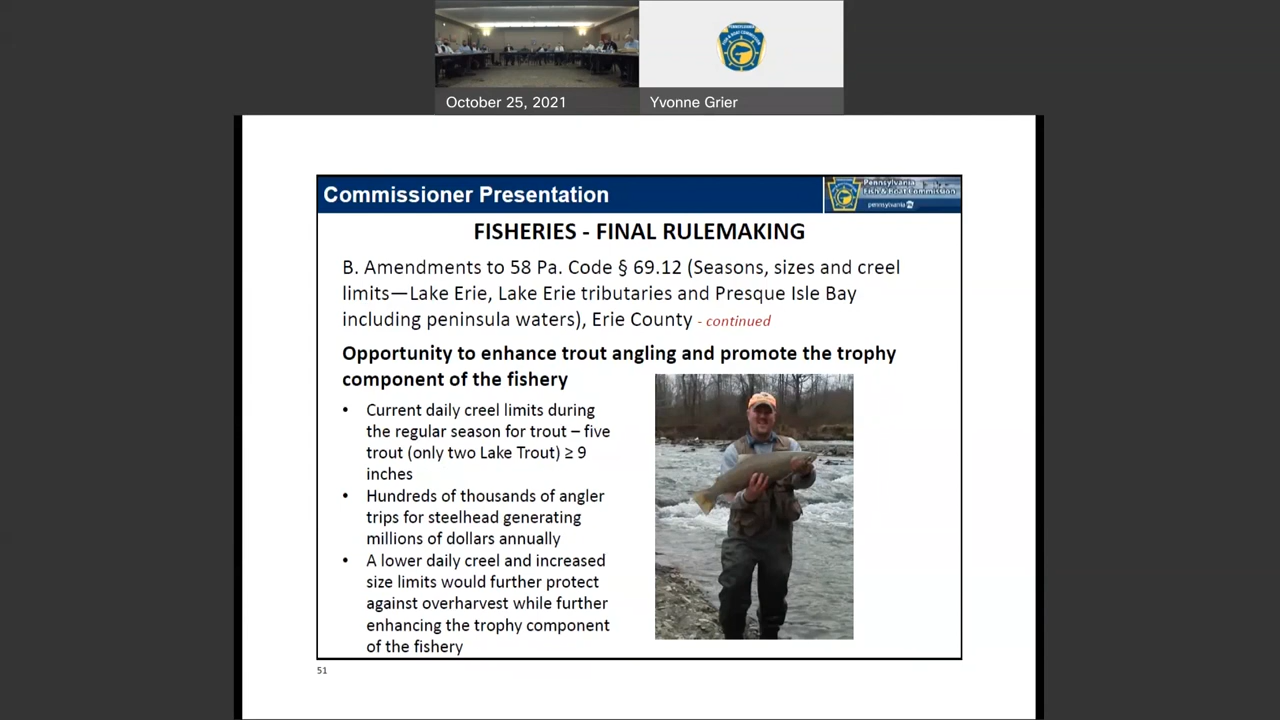 October 25, 2021
Yvonne Grier
Commissioner Presentation
Pennsylvania
Fish & Boat Commission
pennsylvania
FISHERIES - FINAL RULEMAKING
B. Amendments to 58 Pa. Code § 69.12 (Seasons, sizes and creel
limits—Lake Erie, Lake Erie tributaries and Presque Isle Bay
including peninsula waters), Erie County - continued
Opportunity to enhance trout angling and promote the trophy
component of the fishery
• Current daily creel limits during
the regular season for trout – five
trout (only two Lake Trout) ≥ 9
inches
• Hundreds of thousands of angler
trips for steelhead generating
millions of dollars annually
• A lower daily creel and increased
size limits would further protect
against overharvest while further
enhancing the trophy component
of the fishery
51